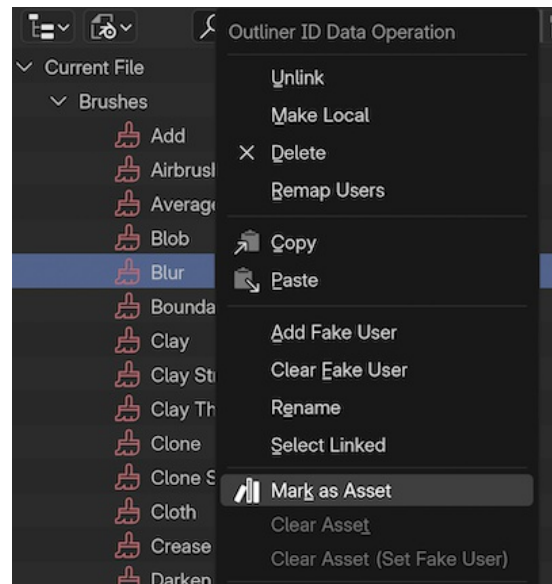 Outliner ID Data Operation
Current File
Unlink
Brushes
Make Local
Add
Delete
Remap Users
Blob
Copy
Blur
Paste
Clay
Add Fake User
Clear Fake User
Rename
Clone
Select Linked
Mark as Asset
Cloth
Clear Asset
Crease
Clear Asset (Set Fake User)
Darken